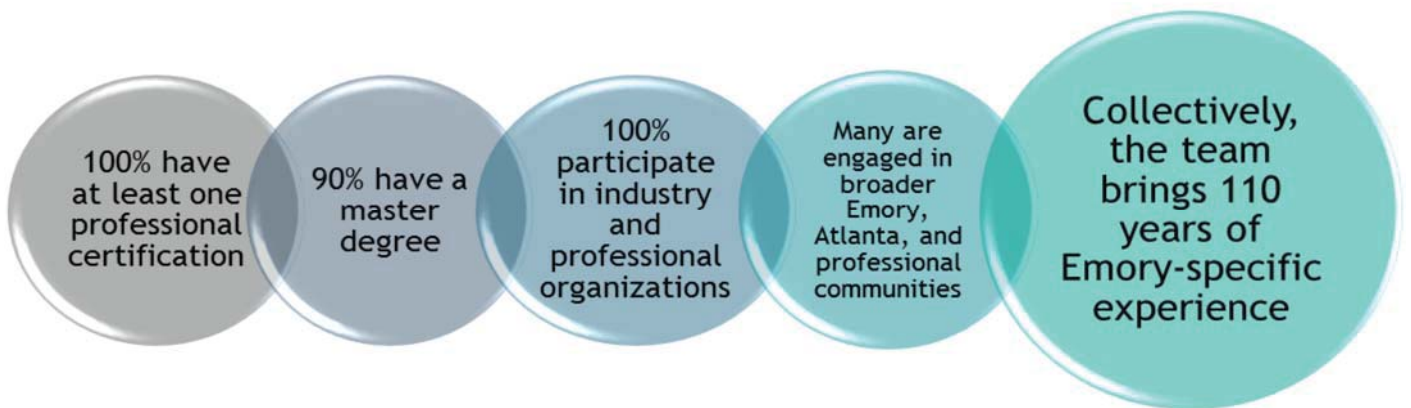 100% have
at least one
professional
certification
90% have a
master
degree
100%
participate
in industry
and
professional
organizations
Many are
engaged in
broader
Emory,
Atlanta, and
professional
communities
Collectively,
the team
brings 110
years of
Emory-specific
experience